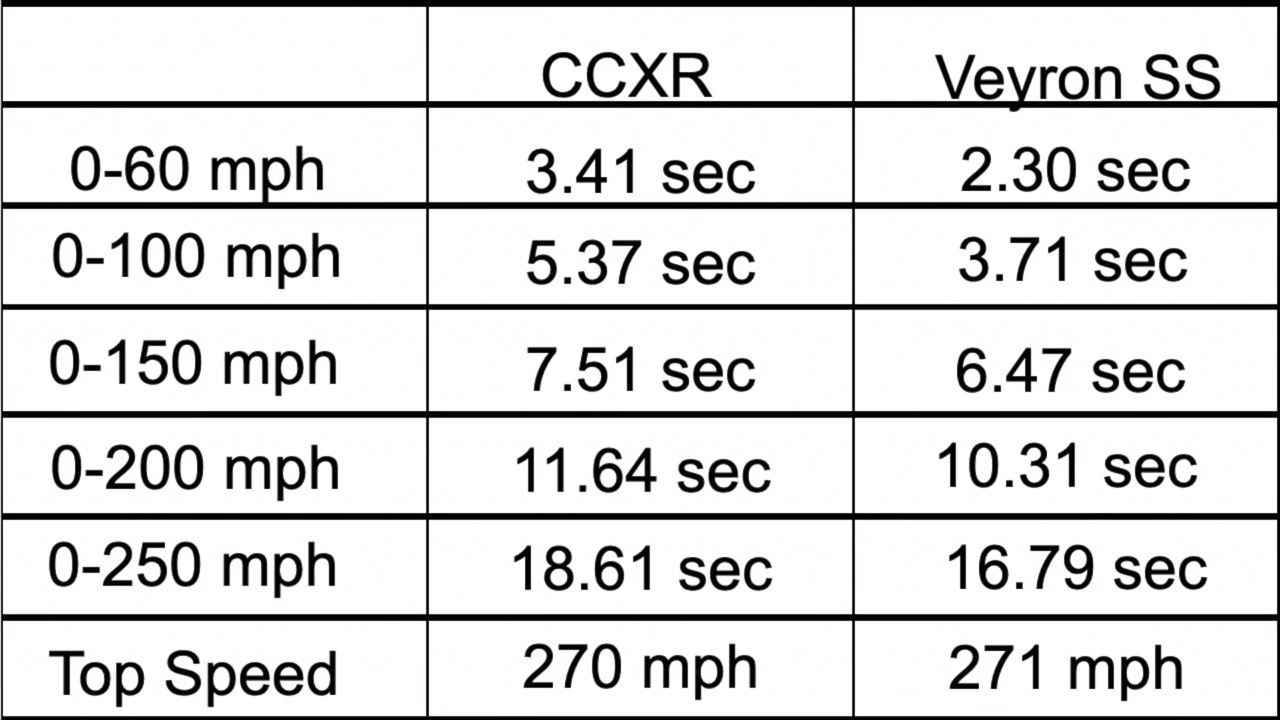 CCXR Veyron SS
0-60 mph 3.41 sec 2.30 sec
0-100 mph 5.37 sec 3.71 sec
0-150 mph 7.51 sec 6.47 sec
0-200 mph 11.64 sec 10.31 sec
0-250 mph 18.61 sec 16.79 sec
Top Speed 270 mph 271 mph